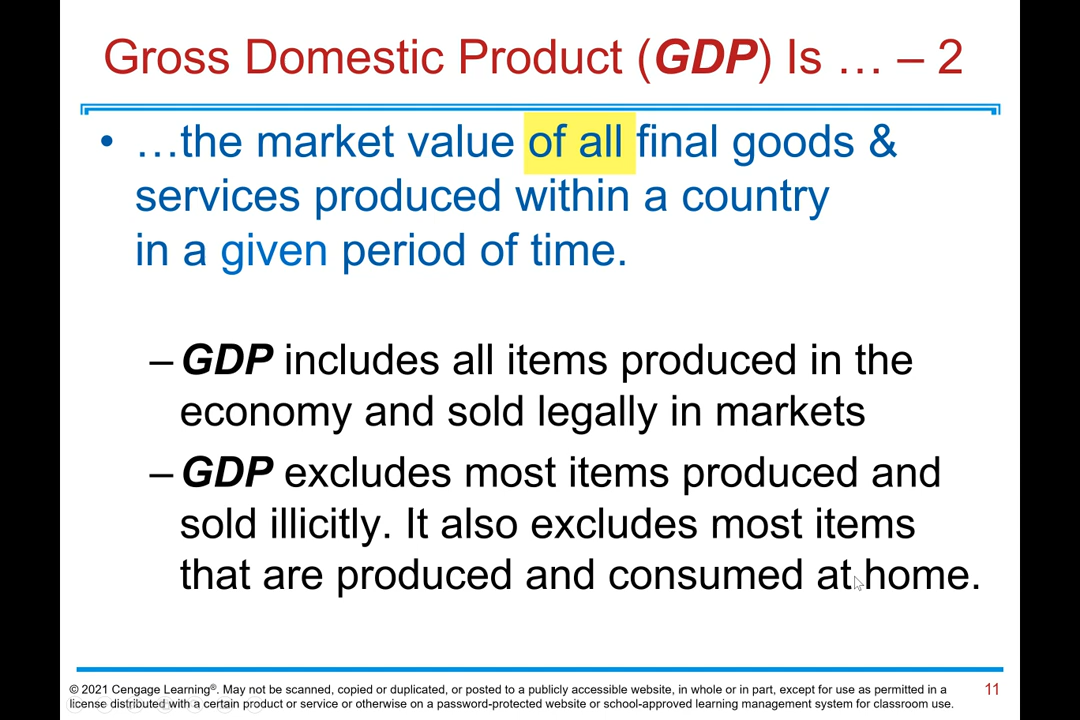 Gross Domestic Product (GDP) Is … – 2
• …the market value of all final goods &
services produced within a country
in a given period of time.
– GDP includes all items produced in the
economy and sold legally in markets
– GDP excludes most items produced and
sold illicitly. It also excludes most items
that are produced and consumed at home.
© 2021 Cengage Learning®. May not be scanned, copied or duplicated, or posted to a publicly accessible website, in whole or in part, except for use as permitted in a
license distributed with a certain product or service or otherwise on a password-protected website or school-approved learning management system for classroom use.
11